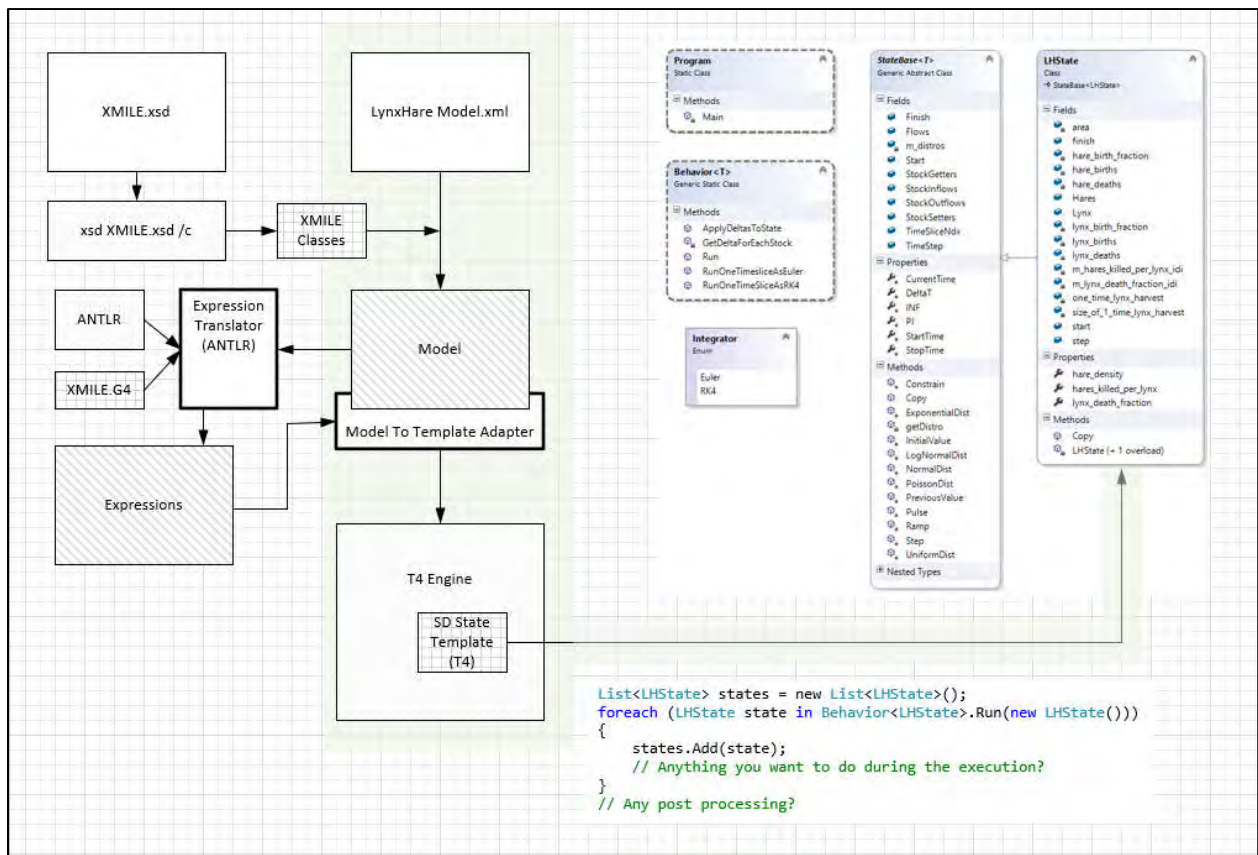 XMILE.xsd
LynxHare Model.xml
xsd XMILE.xsd /c
XMILE
Classes
ANTLR
Expression
Translator
(ANTLR)
Model
XMILE.G4
Model To Template Adapter
Expressions
T4 Engine
SD State
Template
(T4)
Program
Static Class
Methods
Main
Behavior<T>
Generic Static Class
Methods
ApplyDeltasToState
GetDeltaForEachStock
Run
RunOneTimesliceAsEuler
RunOneTimeSliceAsRK4
Integrator
Enum
Euler
RK4
StateBase<T>
Generic Abstract Class
Fields
Finish
Flows
m_distros
Start
StockGetters
StockInflows
StockOutflows
StockSetters
TimeSliceNdx
TimeStep
Properties
CurrentTime
DeltaT
INF
PI
StartTime
StopTime
Methods
Constrain
Copy
ExponentialDist
getDistro
InitialValue
LogNormalDist
NormalDist
PoissonDist
PreviousValue
Pulse
Ramp
Step
UniformDist
Nested Types
LHState
Class
StateBase<LHState>
Fields
area
finish
hare_birth_fraction
hare_births
hare_deaths
Hares
Lynx
lynx_birth_fraction
lynx_births
lynx_deaths
m_hares_killed_per_lynx_idi
m_lynx_death_fraction_idi
one_time_lynx_harvest
size_of_1_time_lynx_harvest
start
step
Properties
hare_density
hares_killed_per_lynx
lynx_death_fraction
Methods
Copy
LHState (+ 1 overload)
List<LHState> states = new List<LHState>();
foreach (LHState state in Behavior<LHState>.Run(new LHState()))
{
states.Add(state);
// Anything you want to do during the execution?
}
// Any post processing?